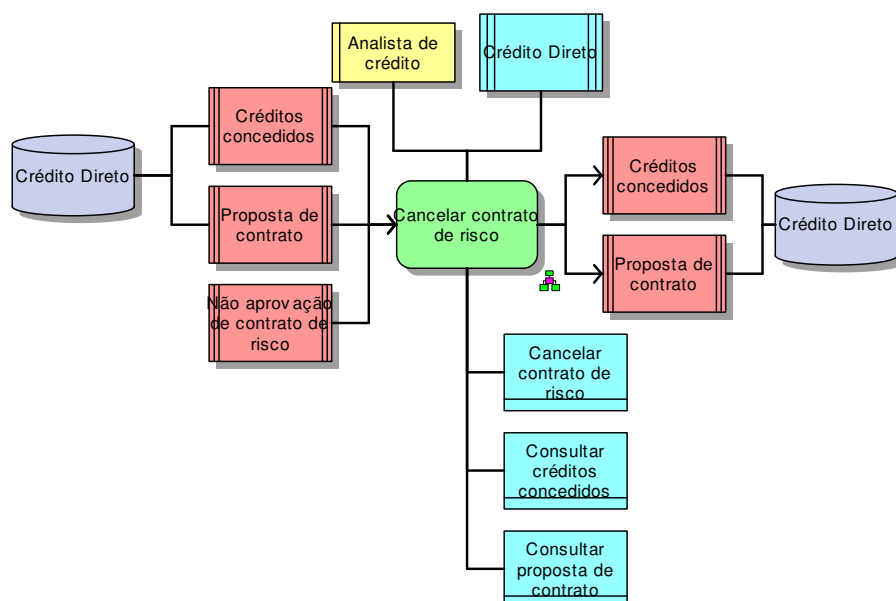 Analista de
crédito
Crédito Direto
Créditos
concedidos
Crédito Direto
Proposta de
contrato
Não aprovação
de contrato de
risco
Cancelar contrato
de risco
Créditos
concedidos
Proposta de
contrato
Crédito Direto
Cancelar
contrato de
risco
Consultar
créditos
concedidos
Consultar
proposta de
contrato